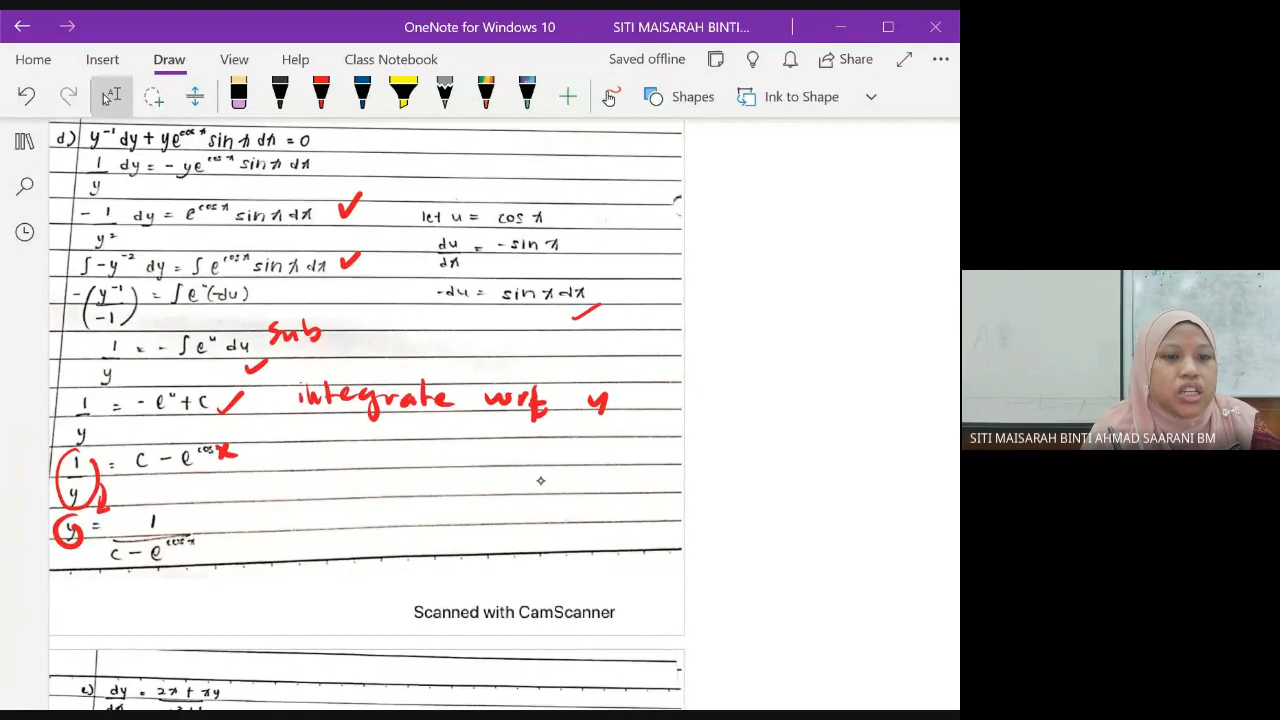 OneNote for Windows 10
SITI MAISARAH BINTI...
Home Insert Draw View Help Class Notebook
Saved offline
Share
Shapes
Ink to Shape
d) y⁻¹ dy + ye^cos x sin x dx = 0
1/y dy = - ye^cos x sin x dx
- 1/y² dy = e^cos x sin x dx ✓
let u = cos x
du/dx = - sin x
∫ -y⁻² dy = ∫ e^cos x sin x dx ✓
-(y⁻¹/-1) = ∫ e^u (-du)
-du = sin x dx
1/y = - ∫ e^u du
sub
1/y = - e^u + c ✓
integrate wrt y
1/y = c - e^cos x
y = 1/(c - e^cos x)
Scanned with CamScanner
e) dy/dx = 2x + xy
SITI MAISARAH BINTI AHMAD SAARANI BM